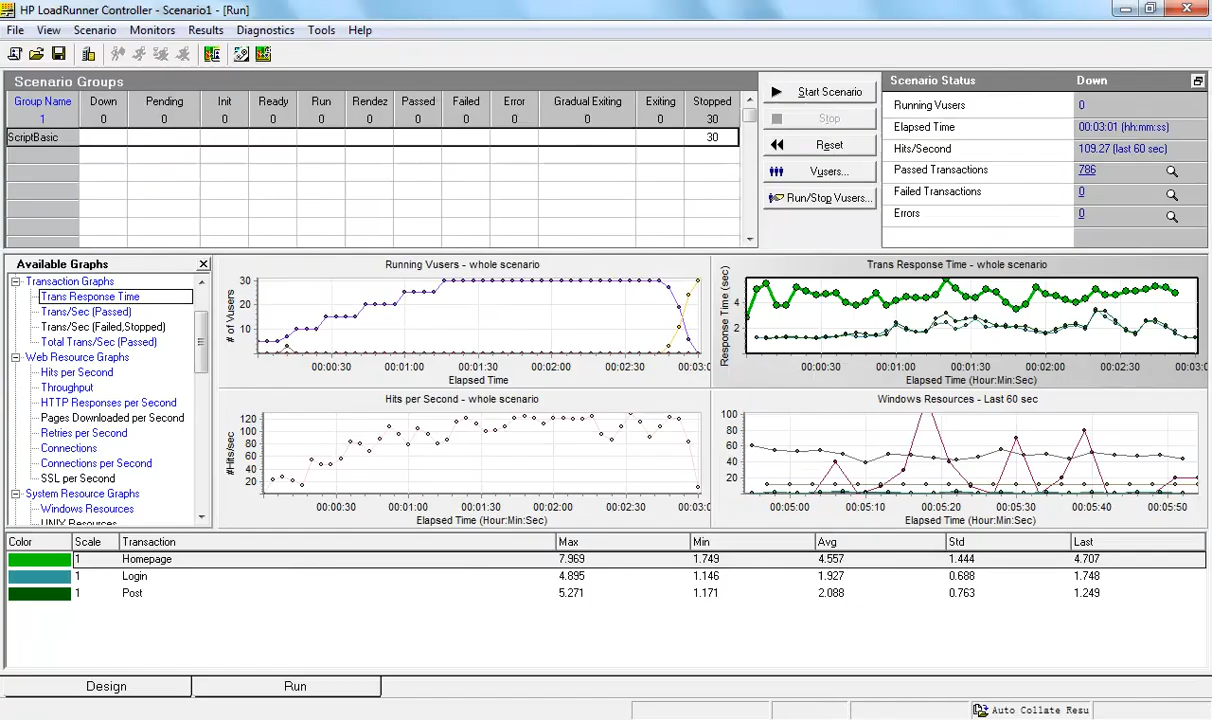 HP LoadRunner Controller - Scenario1 - [Run]
File View Scenario Monitors Results Diagnostics Tools Help
Scenario Groups
Group Name Down Pending Init Ready Run Rendez Passed Failed Error Gradual Exiting Exiting Stopped
1 0 0 0 0 0 0 0 0 0 0 0 30
ScriptBasic 30
Start Scenario
Stop
Reset
Vusers...
Run/Stop Vusers...
Scenario Status Down
Running Vusers 0
Elapsed Time 00:03:01 (hh:mm:ss)
Hits/Second 109.27 (last 60 sec)
Passed Transactions 786
Failed Transactions 0
Errors 0
Available Graphs
Transaction Graphs
Trans Response Time
Trans/Sec (Passed)
Trans/Sec (Failed,Stopped)
Total Trans/Sec (Passed)
Web Resource Graphs
Hits per Second
Throughput
HTTP Responses per Second
Pages Downloaded per Second
Retries per Second
Connections
Connections per Second
SSL per Second
System Resource Graphs
Windows Resources
UNIX Resources
Running Vusers - whole scenario
# of Vusers
30
20
10
00:00:30 00:01:00 00:01:30 00:02:00 00:02:30 00:03:0
Elapsed Time
Trans Response Time - whole scenario
Response Time (sec)
4
2
00:00:30 00:01:00 00:01:30 00:02:00 00:02:30 00:03:0
Elapsed Time (Hour:Min:Sec)
Hits per Second - whole scenario
#Hits/sec
120
100
80
60
40
20
00:00:30 00:01:00 00:01:30 00:02:00 00:02:30 00:03:0
Elapsed Time (Hour:Min:Sec)
Windows Resources - Last 60 sec
100
80
60
40
20
00:05:00 00:05:10 00:05:20 00:05:30 00:05:40 00:05:50
Elapsed Time (Hour:Min:Sec)
Color Scale Transaction Max Min Avg Std Last
1 Homepage 7.969 1.749 4.557 1.444 4.707
1 Login 4.895 1.146 1.927 0.688 1.748
1 Post 5.271 1.171 2.088 0.763 1.249
Design Run
Auto Collate Resu